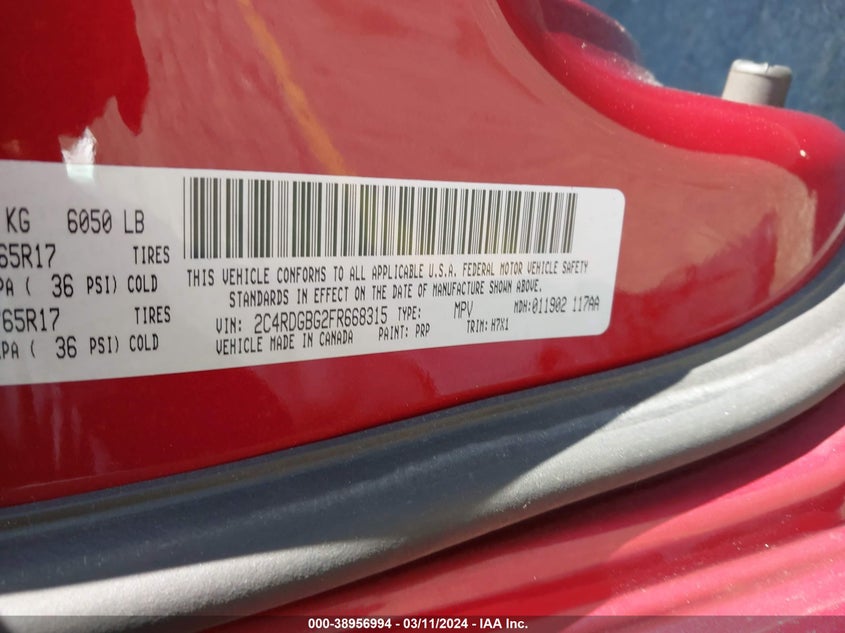 KG 6050 LB
65R17 TIRES
PA ( 36 PSI) COLD
65R17 TIRES
PA ( 36 PSI) COLD
THIS VEHICLE CONFORMS TO ALL APPLICABLE U.S.A. FEDERAL MOTOR VEHICLE SAFETY
STANDARDS IN EFFECT ON THE DATE OF MANUFACTURE SHOWN ABOVE.
VIN: 2C4RDGBG2FR668315 TYPE: MPV MDH:011902 117AA
VEHICLE MADE IN CANADA PAINT: PRP TRIM: H7X1
000-38956994 - 03/11/2024 - IAA Inc.